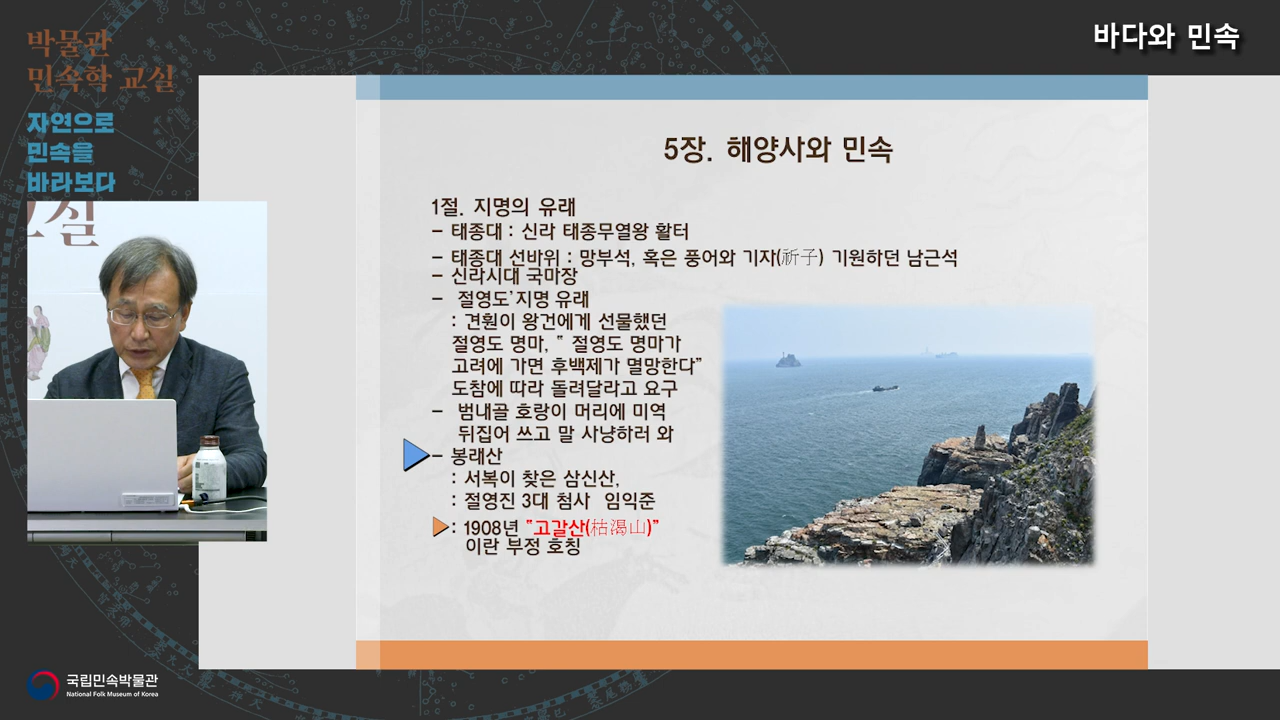 바다와 민속
박물관
민속학 교실
자연으로
민속을
바라보다
교실
5장. 해양사와 민속
1절. 지명의 유래
- 태종대 : 신라 태종무열왕 활터
- 태종대 선바위 : 망부석, 혹은 풍어와 기자(祈子) 기원하던 남근석
- 신라시대 국마장
- 절영도'지명 유래
: 견훤이 왕건에게 선물했던
절영도 명마, " 절영도 명마가
고려에 가면 후백제가 멸망한다"
도참에 따라 돌려달라고 요구
- 범내골 호랑이 머리에 미역
뒤집어 쓰고 말 사냥하러 와
- 봉래산
: 서복이 찾은 삼신산,
: 절영진 3대 첨사 임익준
: 1908년 "고갈산(枯渴山)"
이란 부정 호칭
국립민속박물관
National Folk Museum of Korea